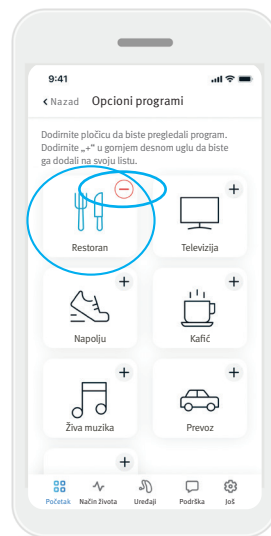 9:41
Nazad Opcioni programi
Dodirnite pločicu da biste pregledali program.
Dodirnite „+“ u gornjem desnom uglu da biste
ga dodali na svoju listu.
Restoran Televizija
Napolju Kafić
Živa muzika Prevoz
Početak Način života Uređaji Podrška Još